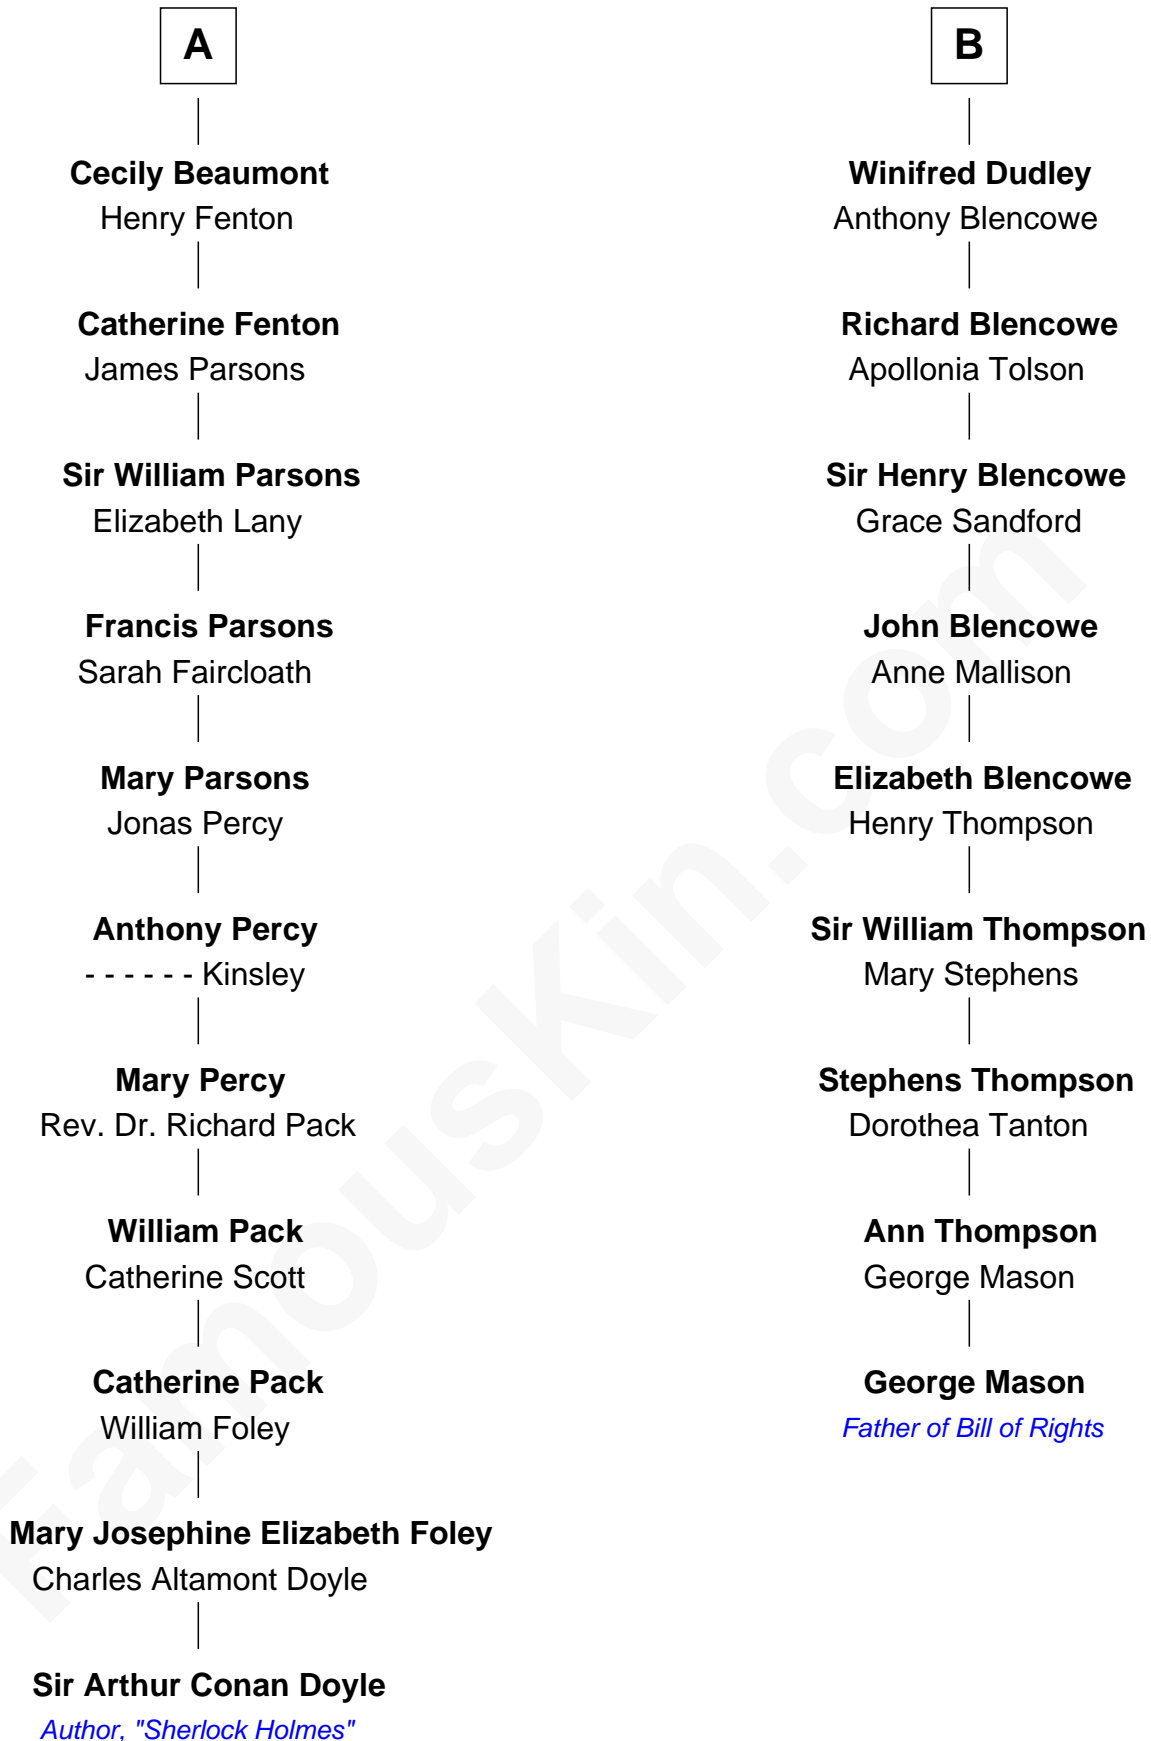 A
Cecily Beaumont
Henry Fenton
Catherine Fenton
James Parsons
Sir William Parsons
Elizabeth Lany
Francis Parsons
Sarah Faircloath
Mary Parsons
Jonas Percy
Anthony Percy
- - - - - - Kinsley
Mary Percy
Rev. Dr. Richard Pack
William Pack
Catherine Scott
Catherine Pack
William Foley
Mary Josephine Elizabeth Foley
Charles Altamont Doyle
Sir Arthur Conan Doyle
Author, "Sherlock Holmes"
B
Winifred Dudley
Anthony Blencowe
Richard Blencowe
Apollonia Tolson
Sir Henry Blencowe
Grace Sandford
John Blencowe
Anne Mallison
Elizabeth Blencowe
Henry Thompson
Sir William Thompson
Mary Stephens
Stephens Thompson
Dorothea Tanton
Ann Thompson
George Mason
George Mason
Father of Bill of Rights
FamousKin.com